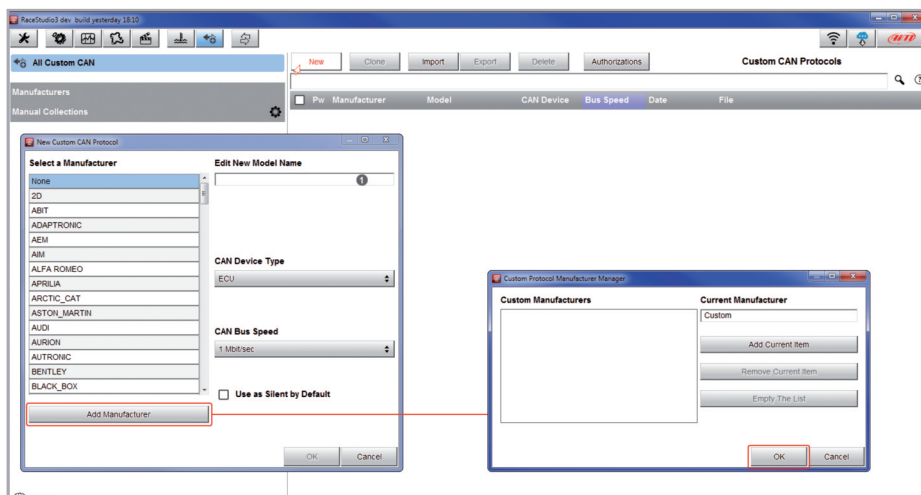 RaceStudio3 dev build yesterday 18:10
AIM
All Custom CAN
New Clone Import Export Delete Authorizations Custom CAN Protocols
Manufacturers
Pw Manufacturer Model CAN Device Bus Speed Date File
Manual Collections
New Custom CAN Protocol
Select a Manufacturer
None
2D
ABIT
ADAPTRONIC
AEM
AIM
ALFA ROMEO
APRILIA
ARCTIC_CAT
ASTON_MARTIN
AUDI
AURION
AUTRONIC
BENTLEY
BLACK_BOX
Add Manufacturer
Edit New Model Name
1
CAN Device Type
ECU
CAN Bus Speed
1 Mbit/sec
Use as Silent by Default
OK Cancel
Custom Protocol Manufacturer Manager
Custom Manufacturers
Current Manufacturer
Custom
Add Current Item
Remove Current Item
Empty The List
OK Cancel